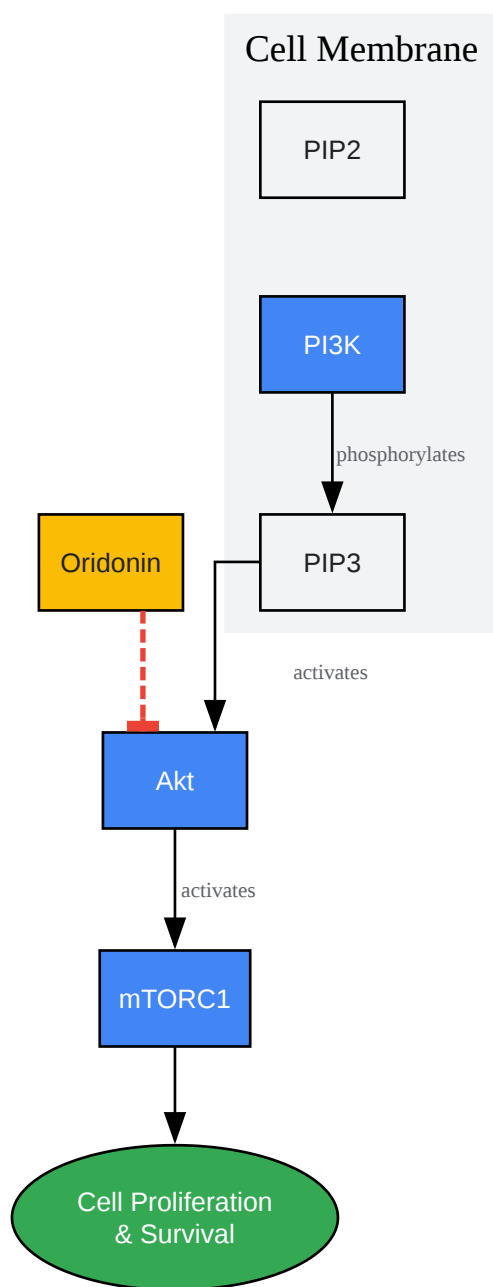 Cell Membrane
PIP2
PI3K
phosphorylates
Oridonin
PIP3
activates
Akt
activates
mTORC1
Cell Proliferation
& Survival